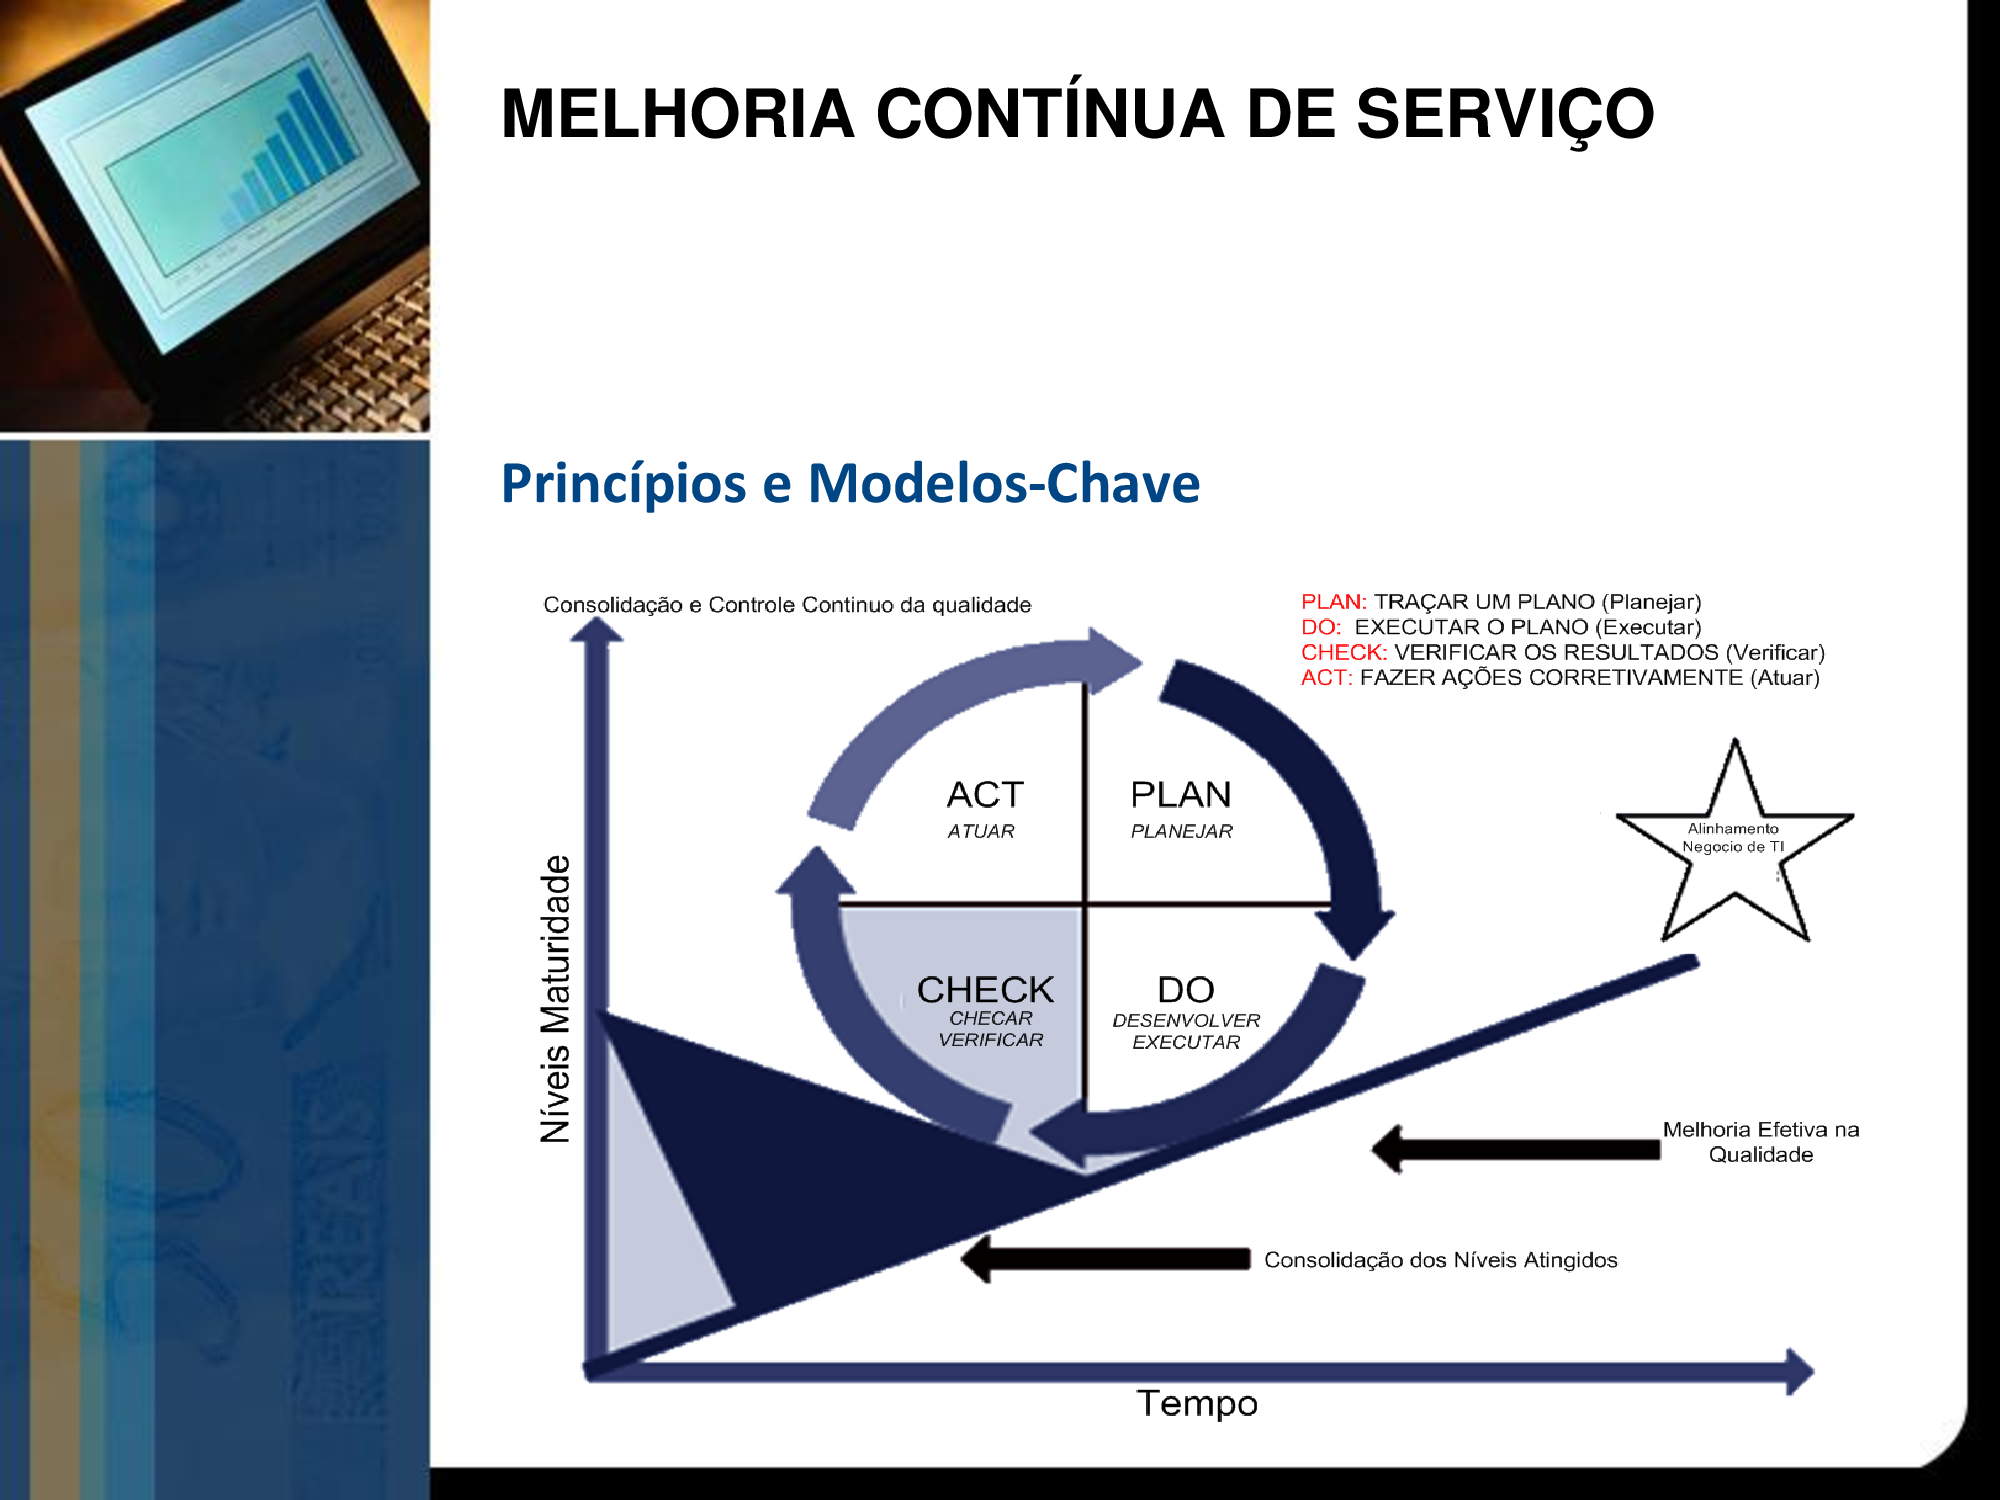 MELHORIA CONTÍNUA DE SERVIÇO
Princípios e Modelos-Chave
Consolidação e Controle Continuo da qualidade
PLAN: TRAÇAR UM PLANO (Planejar)
DO: EXECUTAR O PLANO (Executar)
CHECK: VERIFICAR OS RESULTADOS (Verificar)
ACT: FAZER AÇÕES CORRETIVAMENTE (Atuar)
ACT
ATUAR
PLAN
PLANEJAR
Alinhamento
Negocio de TI
Níveis Maturidade
CHECK
CHECAR
VERIFICAR
DO
DESENVOLVER
EXECUTAR
Melhoria Efetiva na
Qualidade
Consolidação dos Níveis Atingidos
Tempo
REAIS